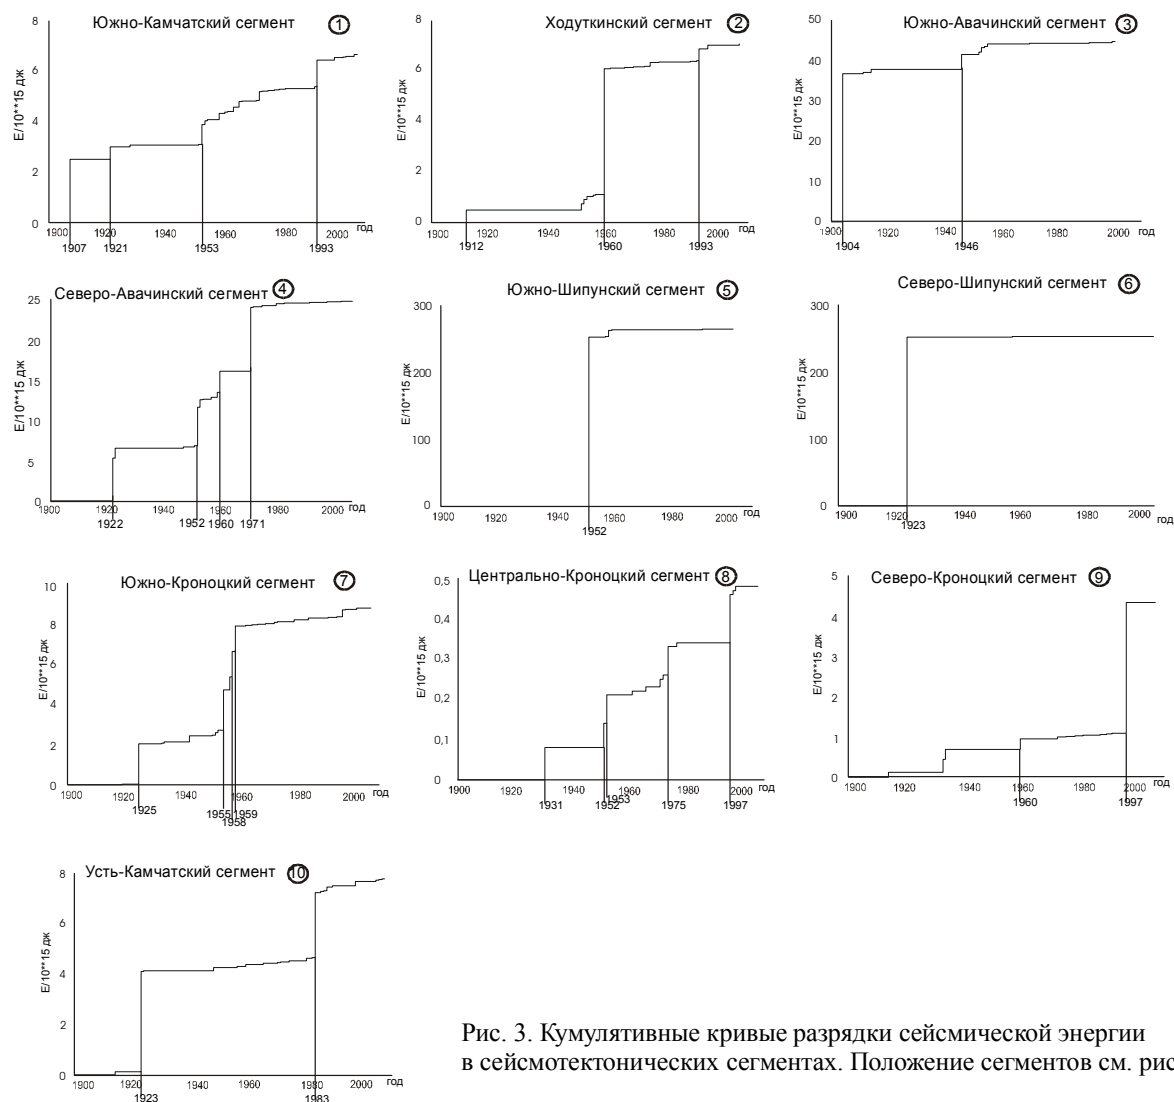 Южно-Камчатский сегмент 1
8
6
4
2
0
Е/10**15 дж
1900 1920 1940 1960 1980 2000 год
1907 1921 1953 1993
Ходуткинский сегмент 2
8
6
4
2
0
Е/10**15 дж
1900 1920 1940 1960 1980 2000 год
1912 1960 1993
Южно-Авачинский сегмент 3
50
40
30
20
10
0
Е/10**15 дж
1900 1920 1940 1960 1980 2000 год
1904 1946
Северо-Авачинский сегмент 4
25
20
15
10
5
0
Е/10**15 дж
1900 1920 1940 1960 1980 2000 год
1922 1952 1960 1971
Южно-Шипунский сегмент 5
300
200
100
0
Е/10**15 дж
1900 1920 1940 1960 1980 2000 год
1952
Северо-Шипунский сегмент 6
300
200
100
0
Е/10**15 дж
1900 1920 1940 1960 1980 2000 год
1923
Южно-Кроноцкий сегмент 7
10
8
6
4
2
0
Е/10**15 дж
1900 1920 1940 1960 1980 2000 год
1925 1955 1959
1958
Центрально-Кроноцкий сегмент 8
0,5
0,4
0,3
0,2
0,1
0
Е/10**15 дж
1900 1920 1940 1960 1980 2000 год
1953
1931 1952 1975 1997
Северо-Кроноцкий сегмент 9
5
4
3
2
1
0
Е/10**15 дж
1900 1920 1940 1960 1980 2000 год
1960 1997
Усть-Камчатский сегмент 10
8
6
4
2
0
Е/10**15 дж
1900 1920 1940 1960 1980 2000 год
1923 1983
Рис. 3. Кумулятивные кривые разрядки сейсмической энергии
в сейсмотектонических сегментах. Положение сегментов см. рис